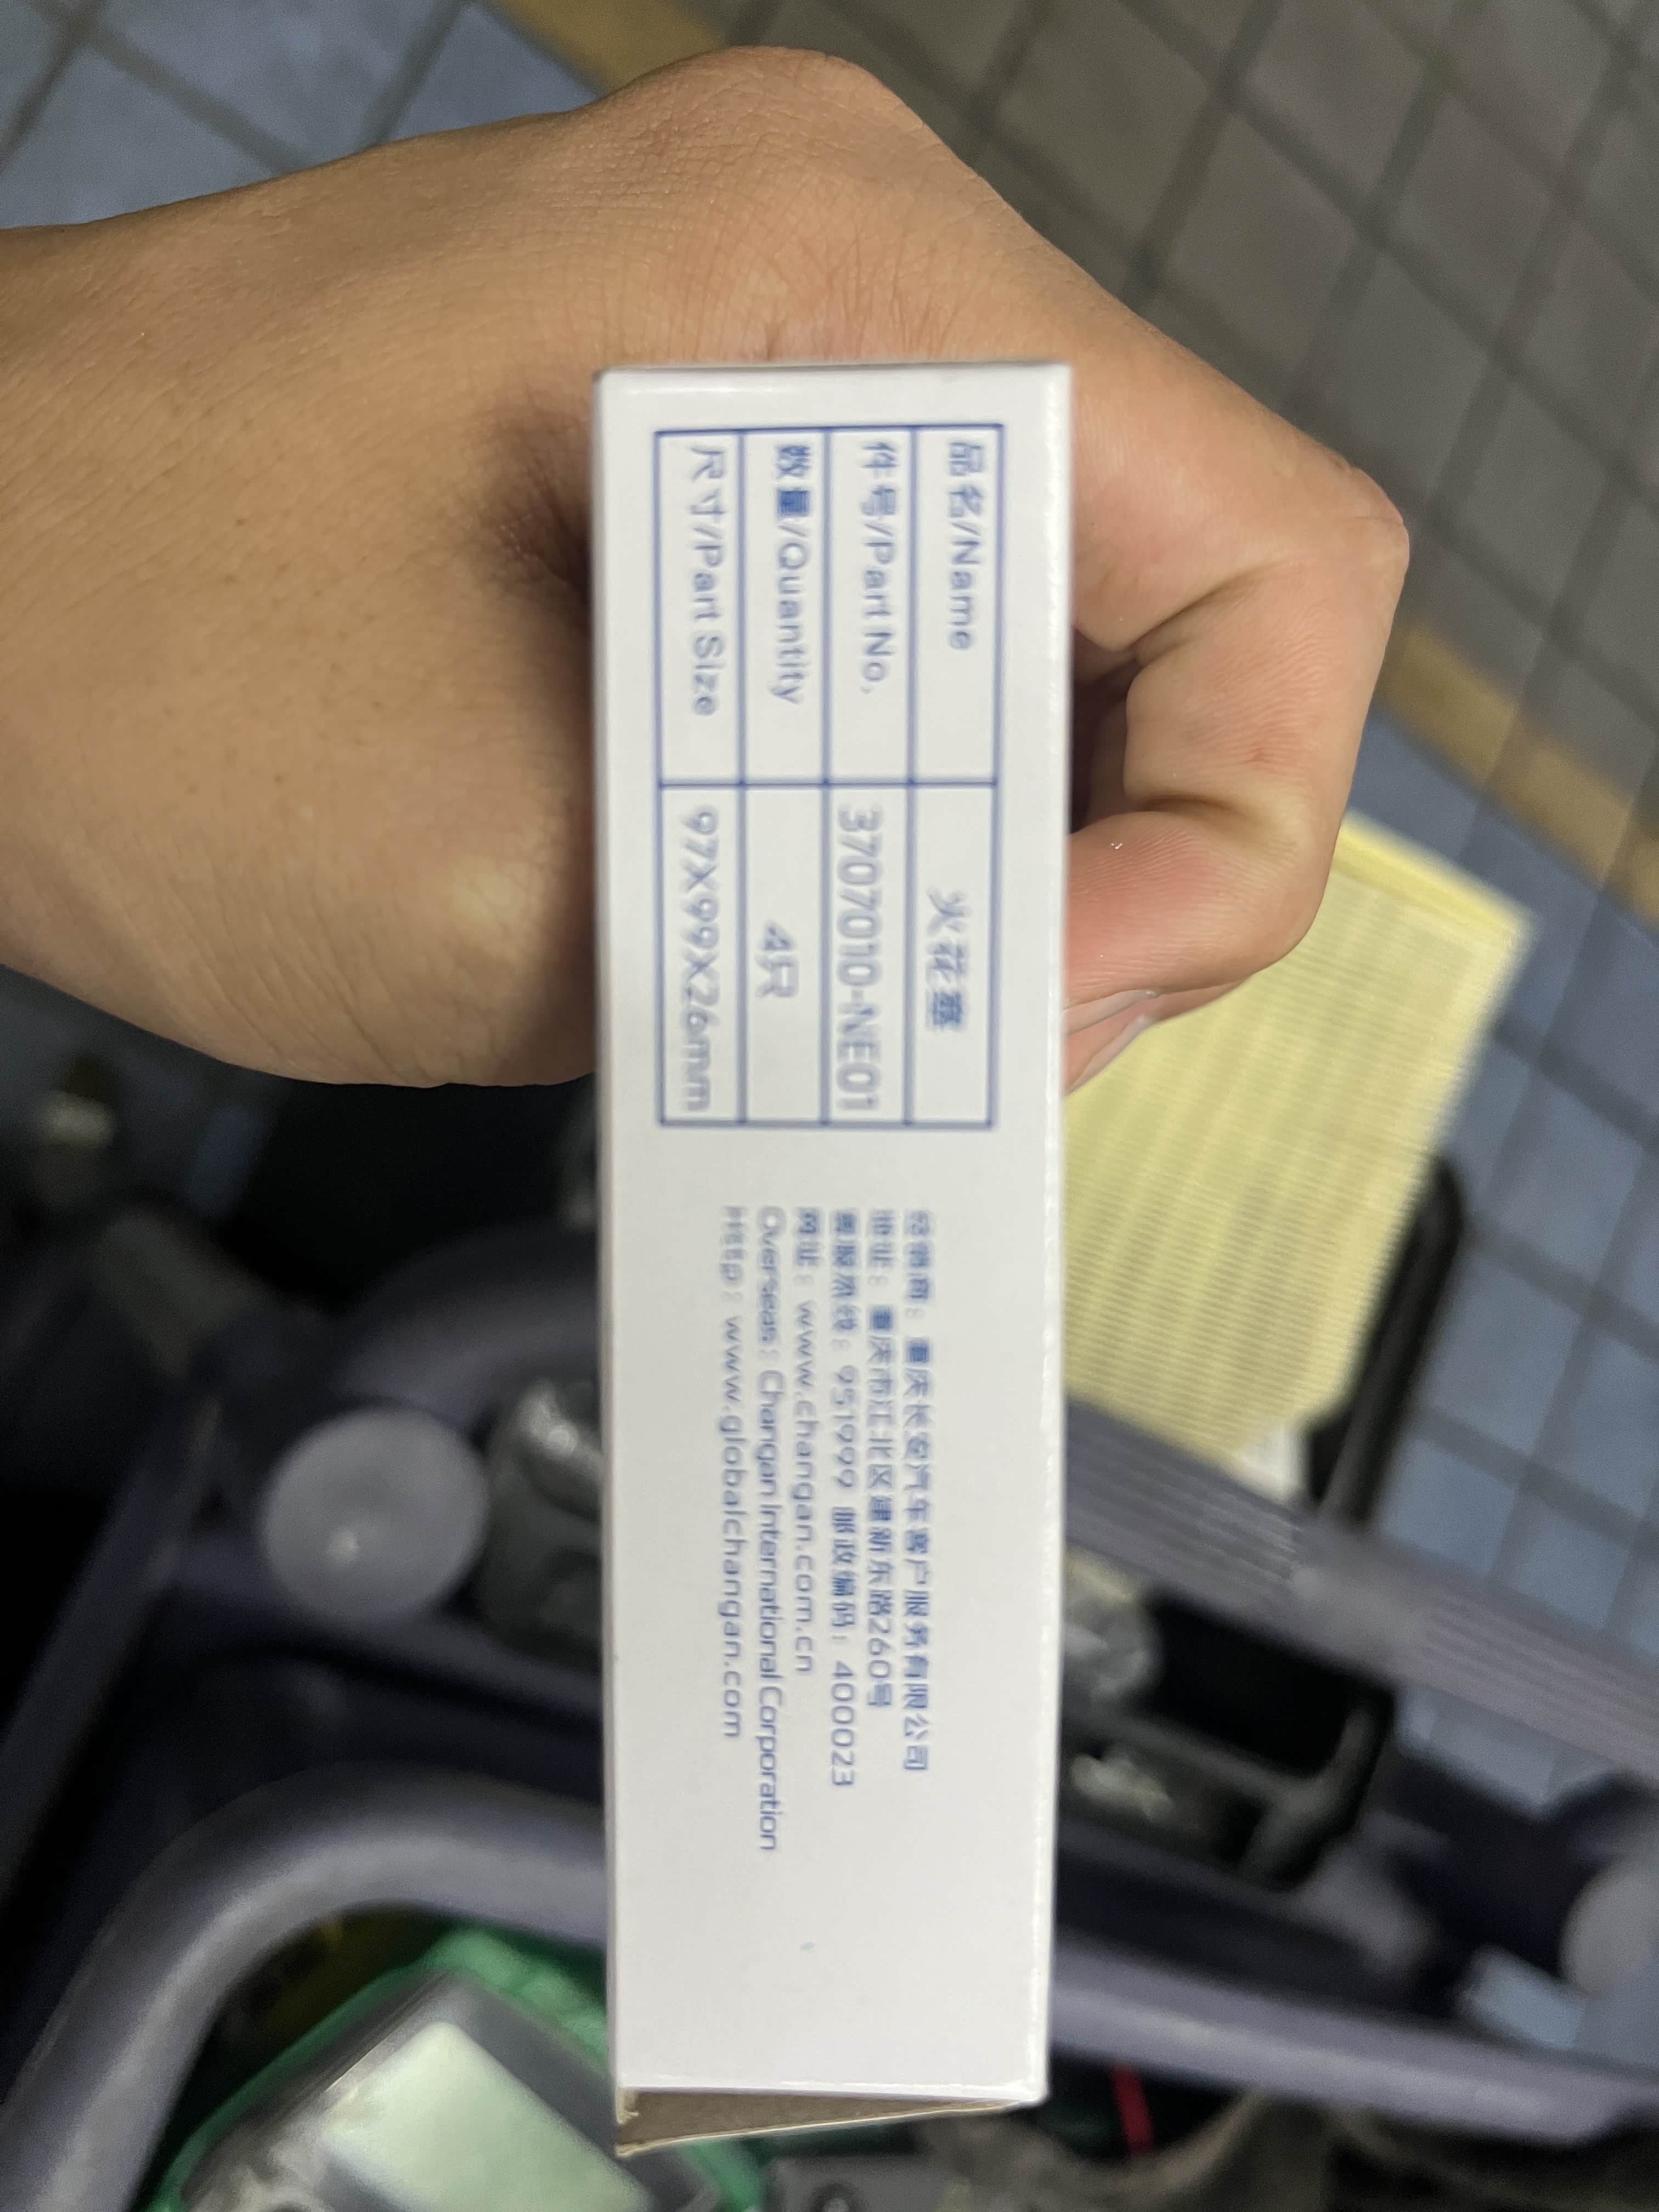 品名/Name 火花塞
件号/Part No. 3707010-NE01
数量/Quantity 4只
尺寸/Part Size 97X99X26mm
经销商：重庆长安汽车客户服务有限公司
地址：重庆市江北区建新东路260号
客服热线：951999 邮政编码：400023
网址：www.changan.com.cn
Overseas：Changan International Corporation
Http：www.globalchangan.com